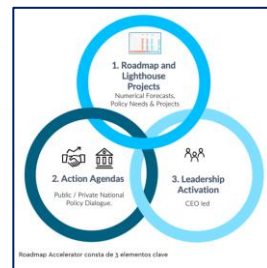 1. Roadmap and
Lighthouse
Projects
Numerical Forecasts,
Policy Needs & Projects
2. Action Agendas
Public / Private National
Policy Dialogue.
3. Leadership
Activation
CEO led
Roadmap Accelerator consta de 3 elementos clave